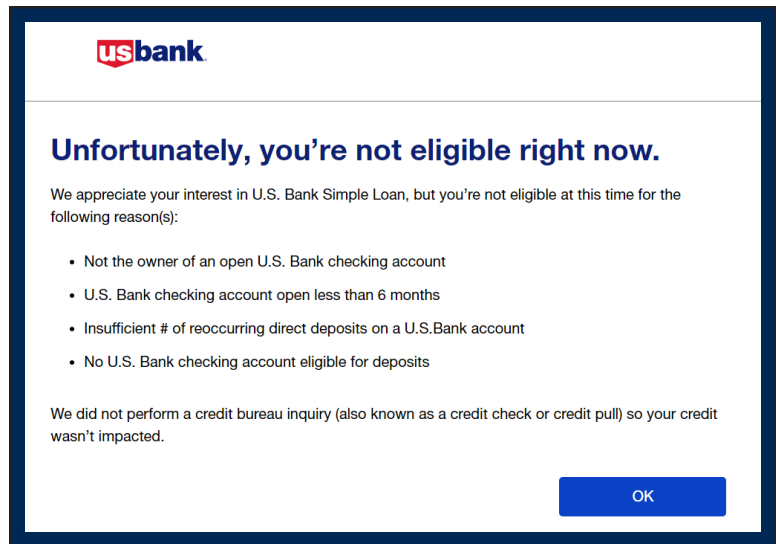 usbank.
Unfortunately, you're not eligible right now.
We appreciate your interest in U.S. Bank Simple Loan, but you're not eligible at this time for the
following reason(s):
• Not the owner of an open U.S. Bank checking account
• U.S. Bank checking account open less than 6 months
• Insufficient # of reoccurring direct deposits on a U.S.Bank account
• No U.S. Bank checking account eligible for deposits
We did not perform a credit bureau inquiry (also known as a credit check or credit pull) so your credit
wasn't impacted.
OK